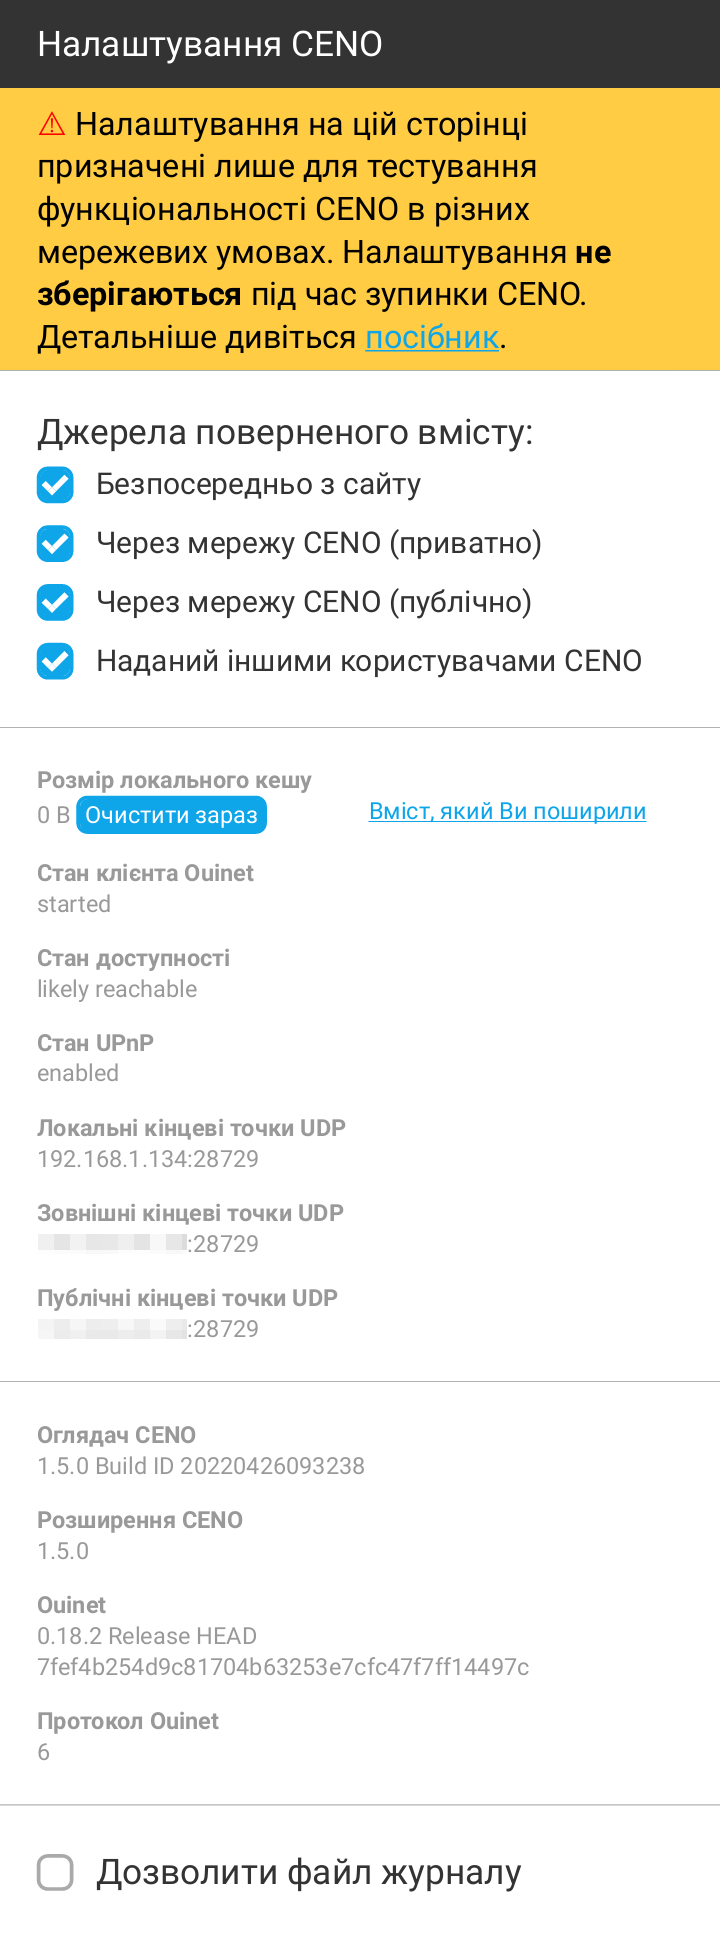 Налаштування CENO
⚠ Налаштування на цій сторінці
призначені лише для тестування
функціональності CENO в різних
мережевих умовах. Налаштування не
зберігаються під час зупинки CENO.
Детальніше дивіться посібник.
Джерела поверненого вмісту:
Безпосередньо з сайту
Через мережу CENO (приватно)
Через мережу CENO (публічно)
Наданий іншими користувачами CENO
Розмір локального кешу
0 B Очистити зараз
Вміст, який Ви поширили
Стан клієнта Ouinet
started
Стан доступності
likely reachable
Стан UPnP
enabled
Локальні кінцеві точки UDP
192.168.1.134:28729
Зовнішні кінцеві точки UDP
:28729
Публічні кінцеві точки UDP
:28729
Оглядач CENO
1.5.0 Build ID 20220426093238
Розширення CENO
1.5.0
Ouinet
0.18.2 Release HEAD
7fef4b254d9c81704b63253e7cfc47f7ff14497c
Протокол Ouinet
6
Дозволити файл журналу